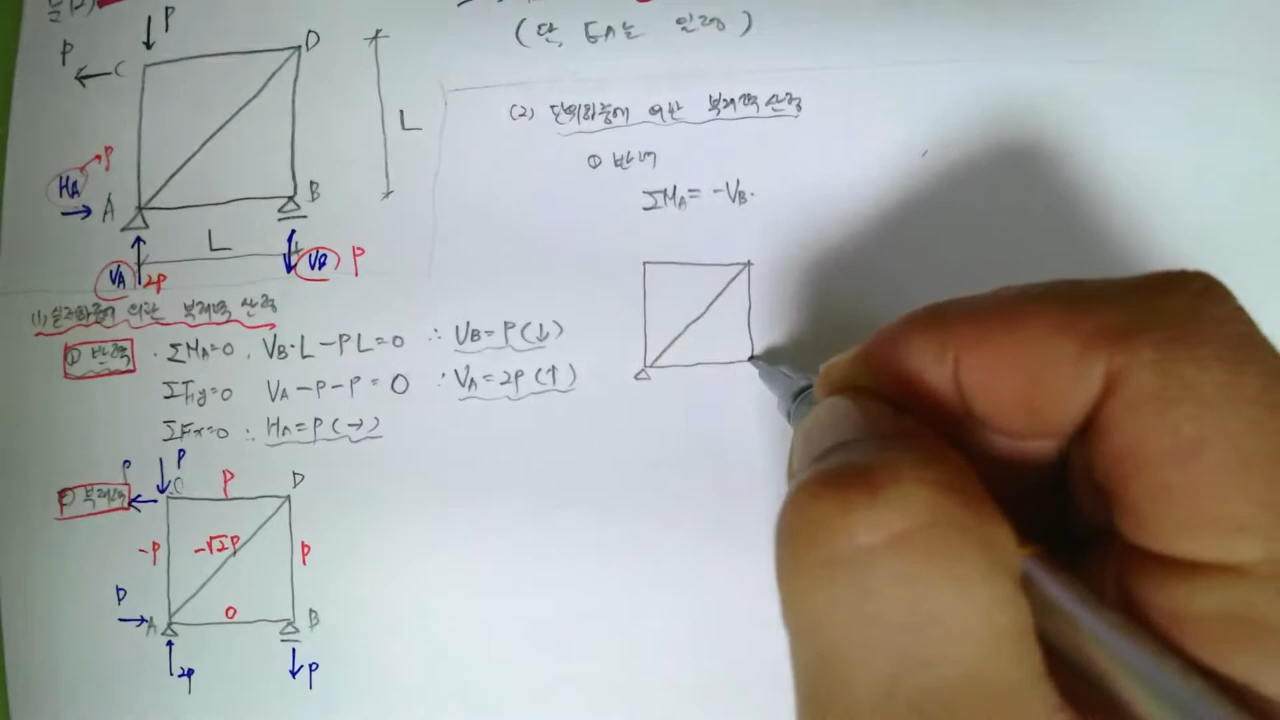 P
P
C
D
L
HA
P
A
B
L
VA
2P
VB
P
(단, EA는 일정)
(1) 실제하중에 의한 부재력 산정
① 반력
· ΣMA=0, VB·L-PL=0 ∴ VB=P(↓)
ΣFy=0 VA-P-P=0 ∴ VA=2P(↑)
ΣFx=0 ∴ HA=P(→)
② 부재력
P
P
C
P
D
-P
-√2P
P
P
A
0
B
2P
P
(2) 단위하중에 의한 부재력 산정
① 반력
ΣMA= -VB·